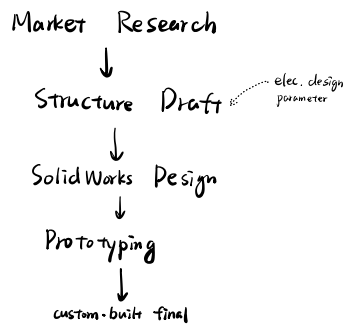 Market Research
Structure Draft
elec. design
parameter
SolidWorks Design
Prototyping
custom-built final